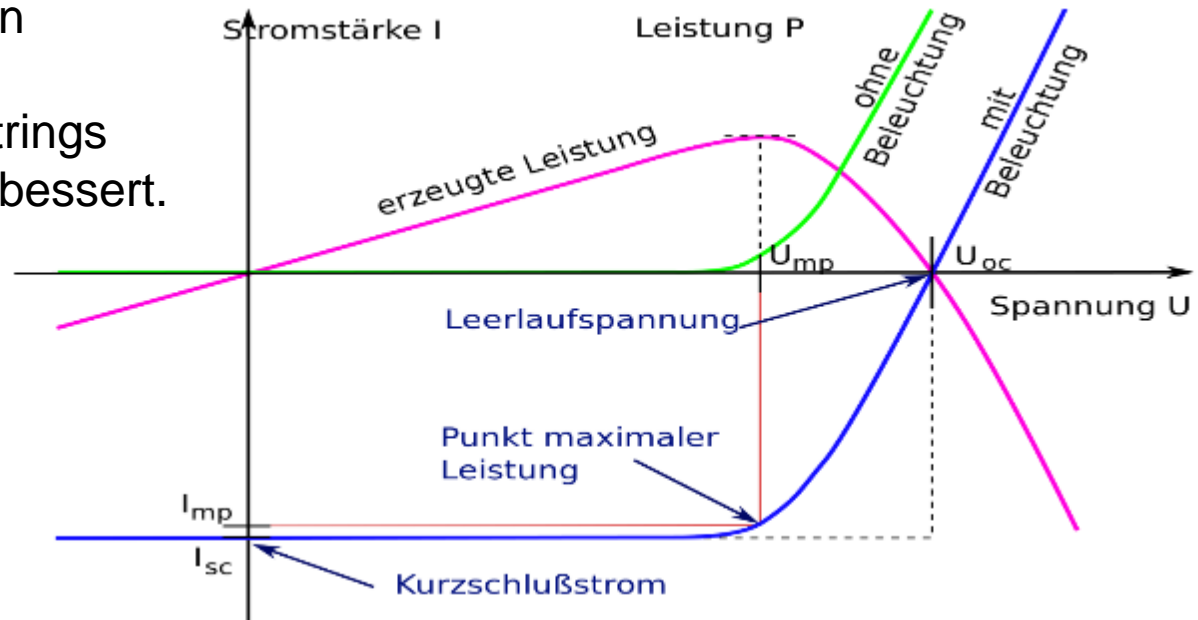 n
trings
bessert.
Stromstärke I
Leistung P
erzeugte Leistung
ohne
Beleuchtung
mit
Beleuchtung
Ump
Uoc
Spannung U
Leerlaufspannung
Punkt maximaler
Leistung
Imp
Isc
Kurzschlußstrom